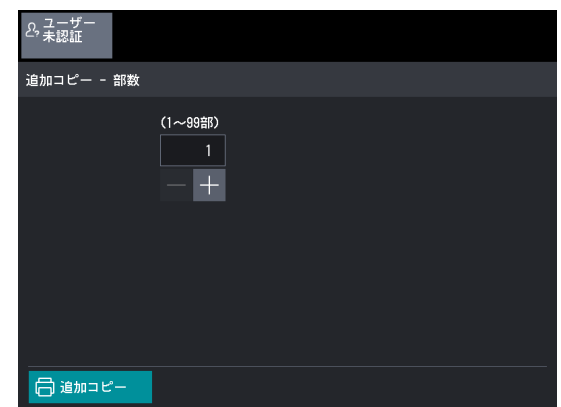 ユーザー
未認証
追加コピー - 部数
(1～99部)
1
追加コピー